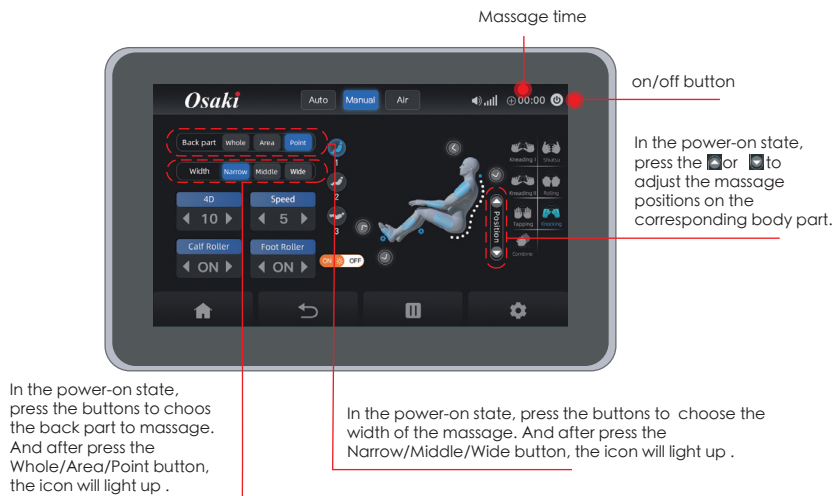 Massage time
on/off button
Osaki
Auto Manual Air
00:00
Back part Whole Area Point
Width Narrow Middle Wide
1
2
3
4D Speed
10 5
Calf Roller Foot Roller
ON ON
ON OFF
Position
Kneading I Shiatsu
Kneading II Rolling
Tapping Knorking
Combine
In the power-on state,
press the or to
adjust the massage
positions on the
corresponding body part.
In the power-on state,
press the buttons to choos
the back part to massage.
And after press the
Whole/Area/Point button,
the icon will light up .
In the power-on state, press the buttons to choose the
width of the massage. And after press the
Narrow/Middle/Wide button, the icon will light up .